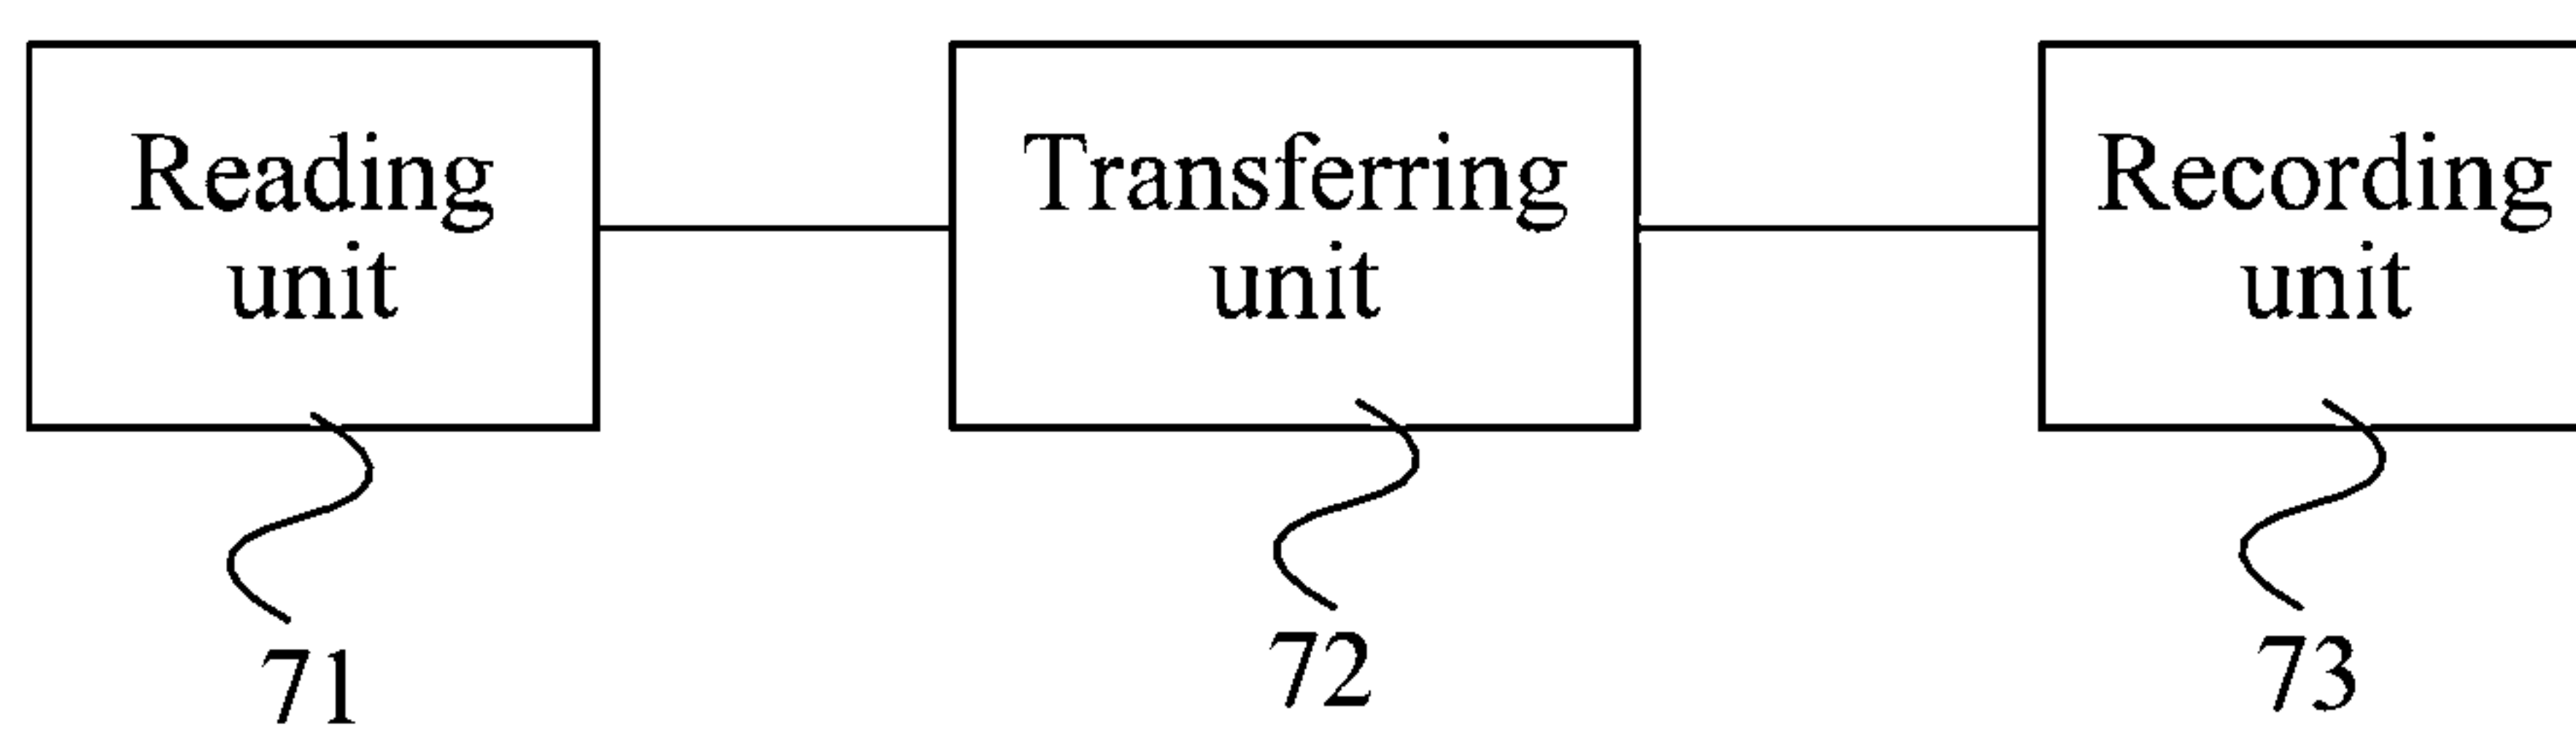 Reading
unit
Transferring
unit
Recording
unit
71
72
73